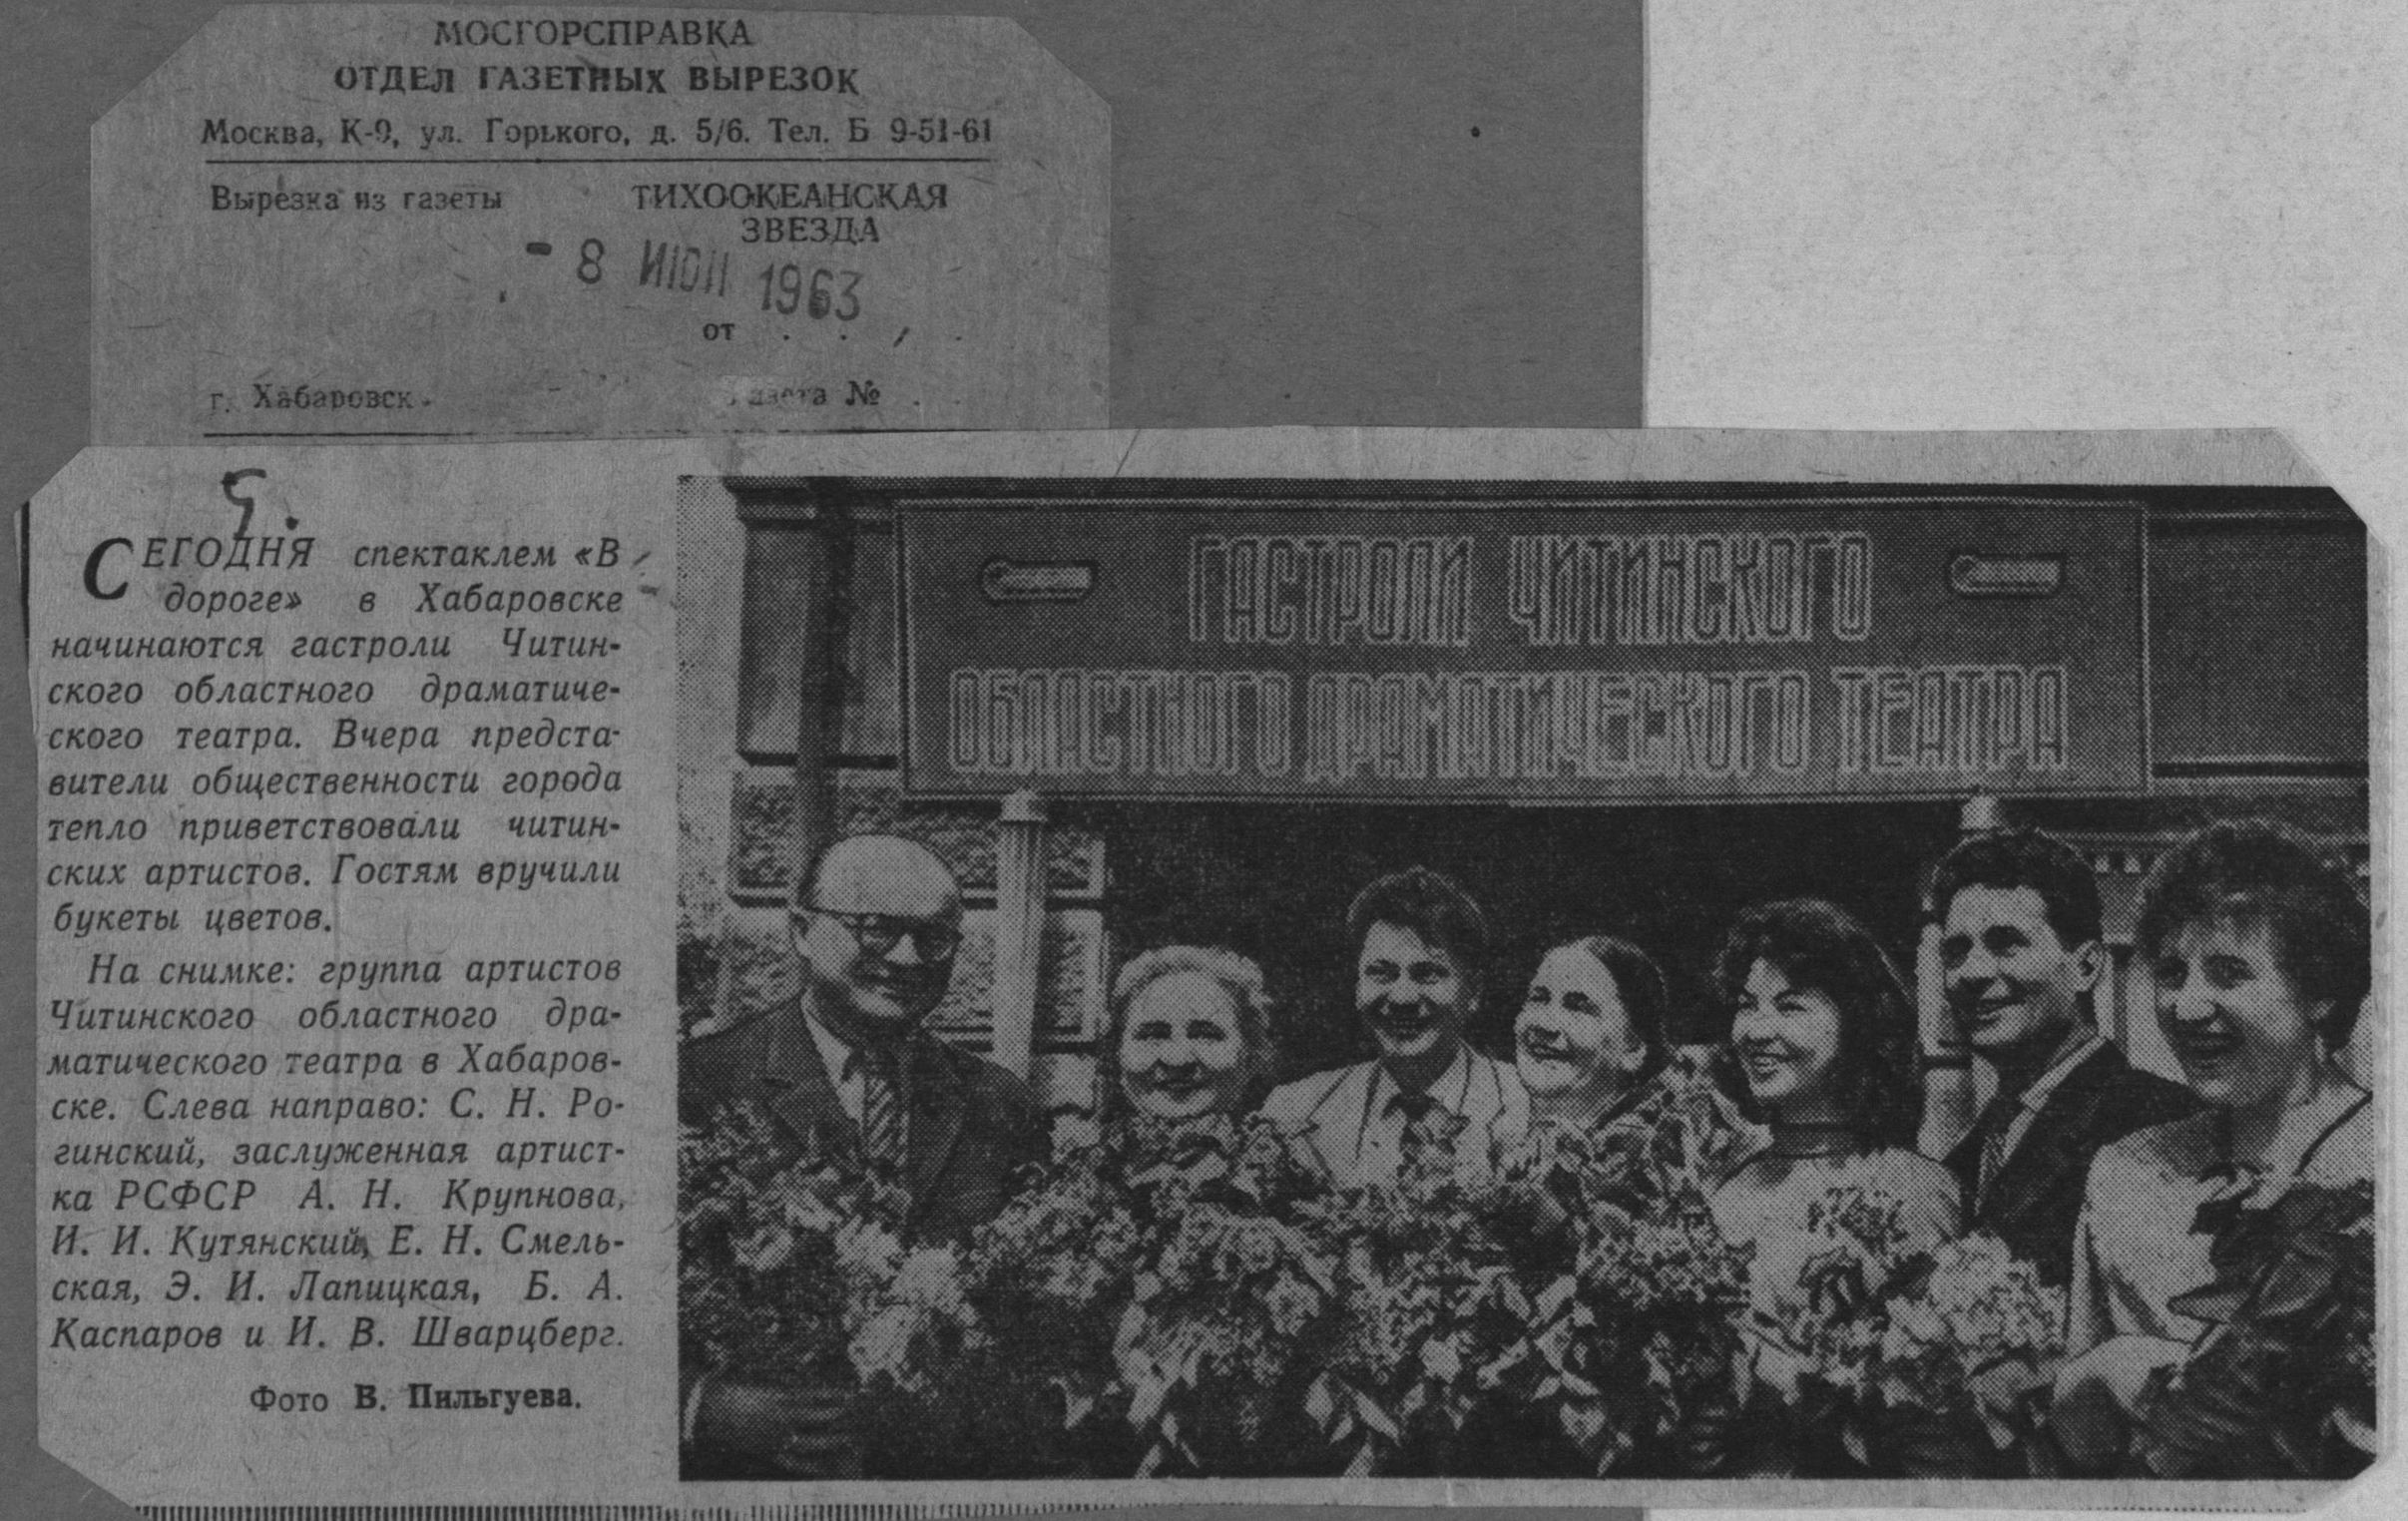 МОСГОРСПРАВКА
ОТДЕЛ ГАЗЕТНЫХ ВЫРЕЗОК
Москва, К-9, ул. Горького, д. 5/6. Тел. Б 9-51-61
Вырезка из газеты
ТИХООКЕАНСКАЯ
ЗВЕЗДА
- 8 ИЮЛ 1963
от . . .
г. Хабаровск. Газета № . .
СЕГОДНЯ спектаклем «В
дороге» в Хабаровске
начинаются гастроли Читин-
ского областного драматиче-
ского театра. Вчера предста-
вители общественности города
тепло приветствовали читин-
ских артистов. Гостям вручили
букеты цветов.
На снимке: группа артистов
Читинского областного дра-
матического театра в Хабаров-
ске. Слева направо: С. Н. Ро-
гинский, заслуженная артист-
ка РСФСР А. Н. Крупнова,
И. И. Кутянский, Е. Н. Смель-
ская, Э. И. Лапицкая, Б. А.
Каспаров и И. В. Шварцберг.
Фото В. Пильгуева.
ГАСТРОЛИ ЧИТИНСКОГО
ОБЛАСТНОГО ДРАМАТИЧЕСКОГО ТЕАТРА